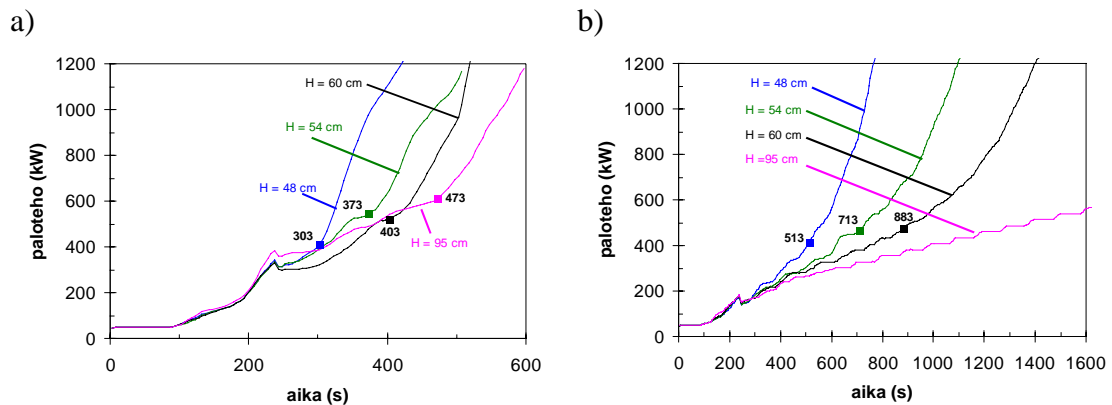 a)
1200
1000
800
600
400
200
0
paloteho (kW)
0
200
400
600
aika (s)
H = 60 cm
H = 54 cm
H = 48 cm
H = 95 cm
303
373
403
473
b)
1200
1000
800
600
400
200
0
paloteho (kW)
0
200
400
600
800
1000
1200
1400
1600
aika (s)
H = 48 cm
H = 54 cm
H = 60 cm
H =95 cm
513
713
883